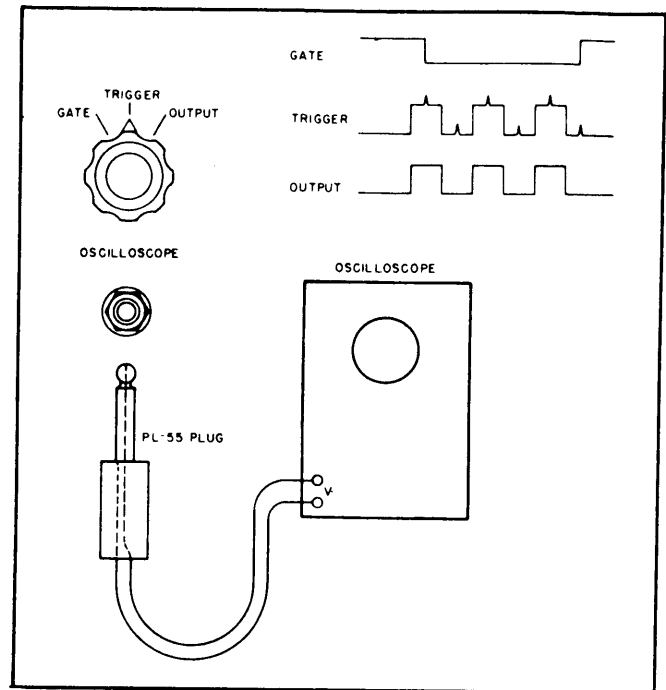 TRIGGER
GATE
OUTPUT
OSCILLOSCOPE
PL-55 PLUG
OSCILLOSCOPE
V
GATE
TRIGGER
OUTPUT